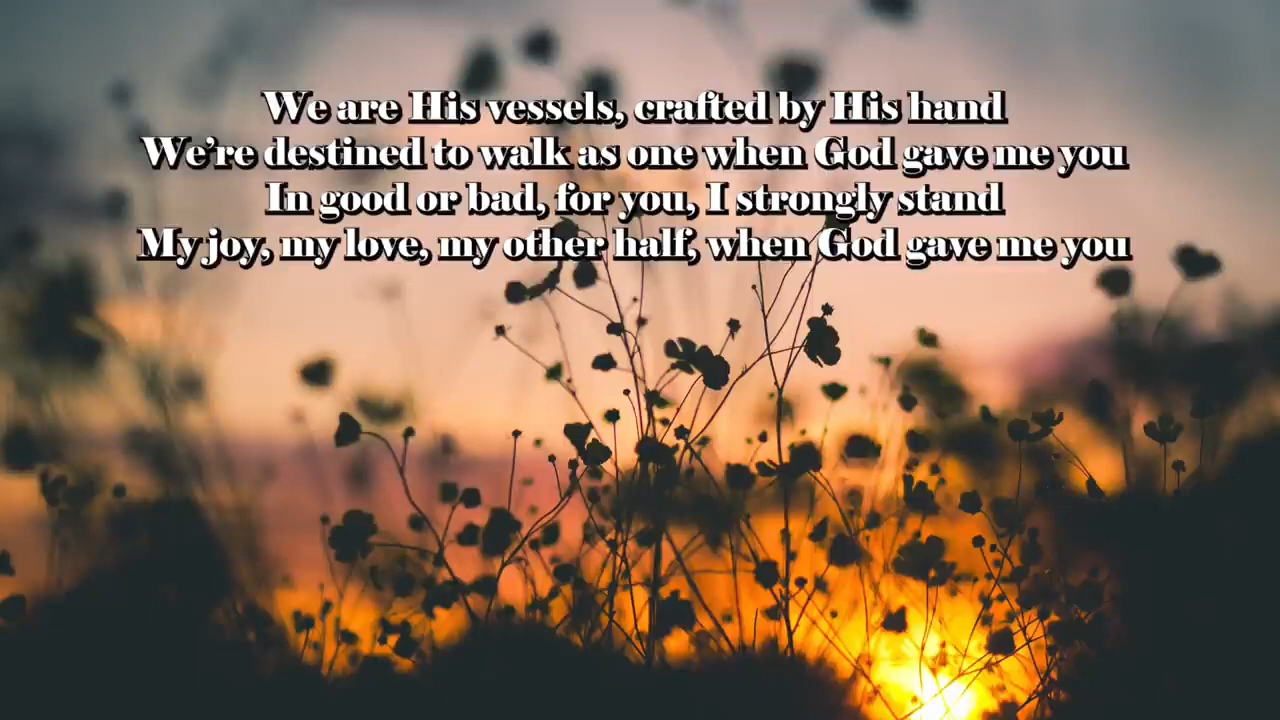 We are His vessels, crafted by His hand
We’re destined to walk as one when God gave me you
In good or bad, for you, I strongly stand
My joy, my love, my other half, when God gave me you